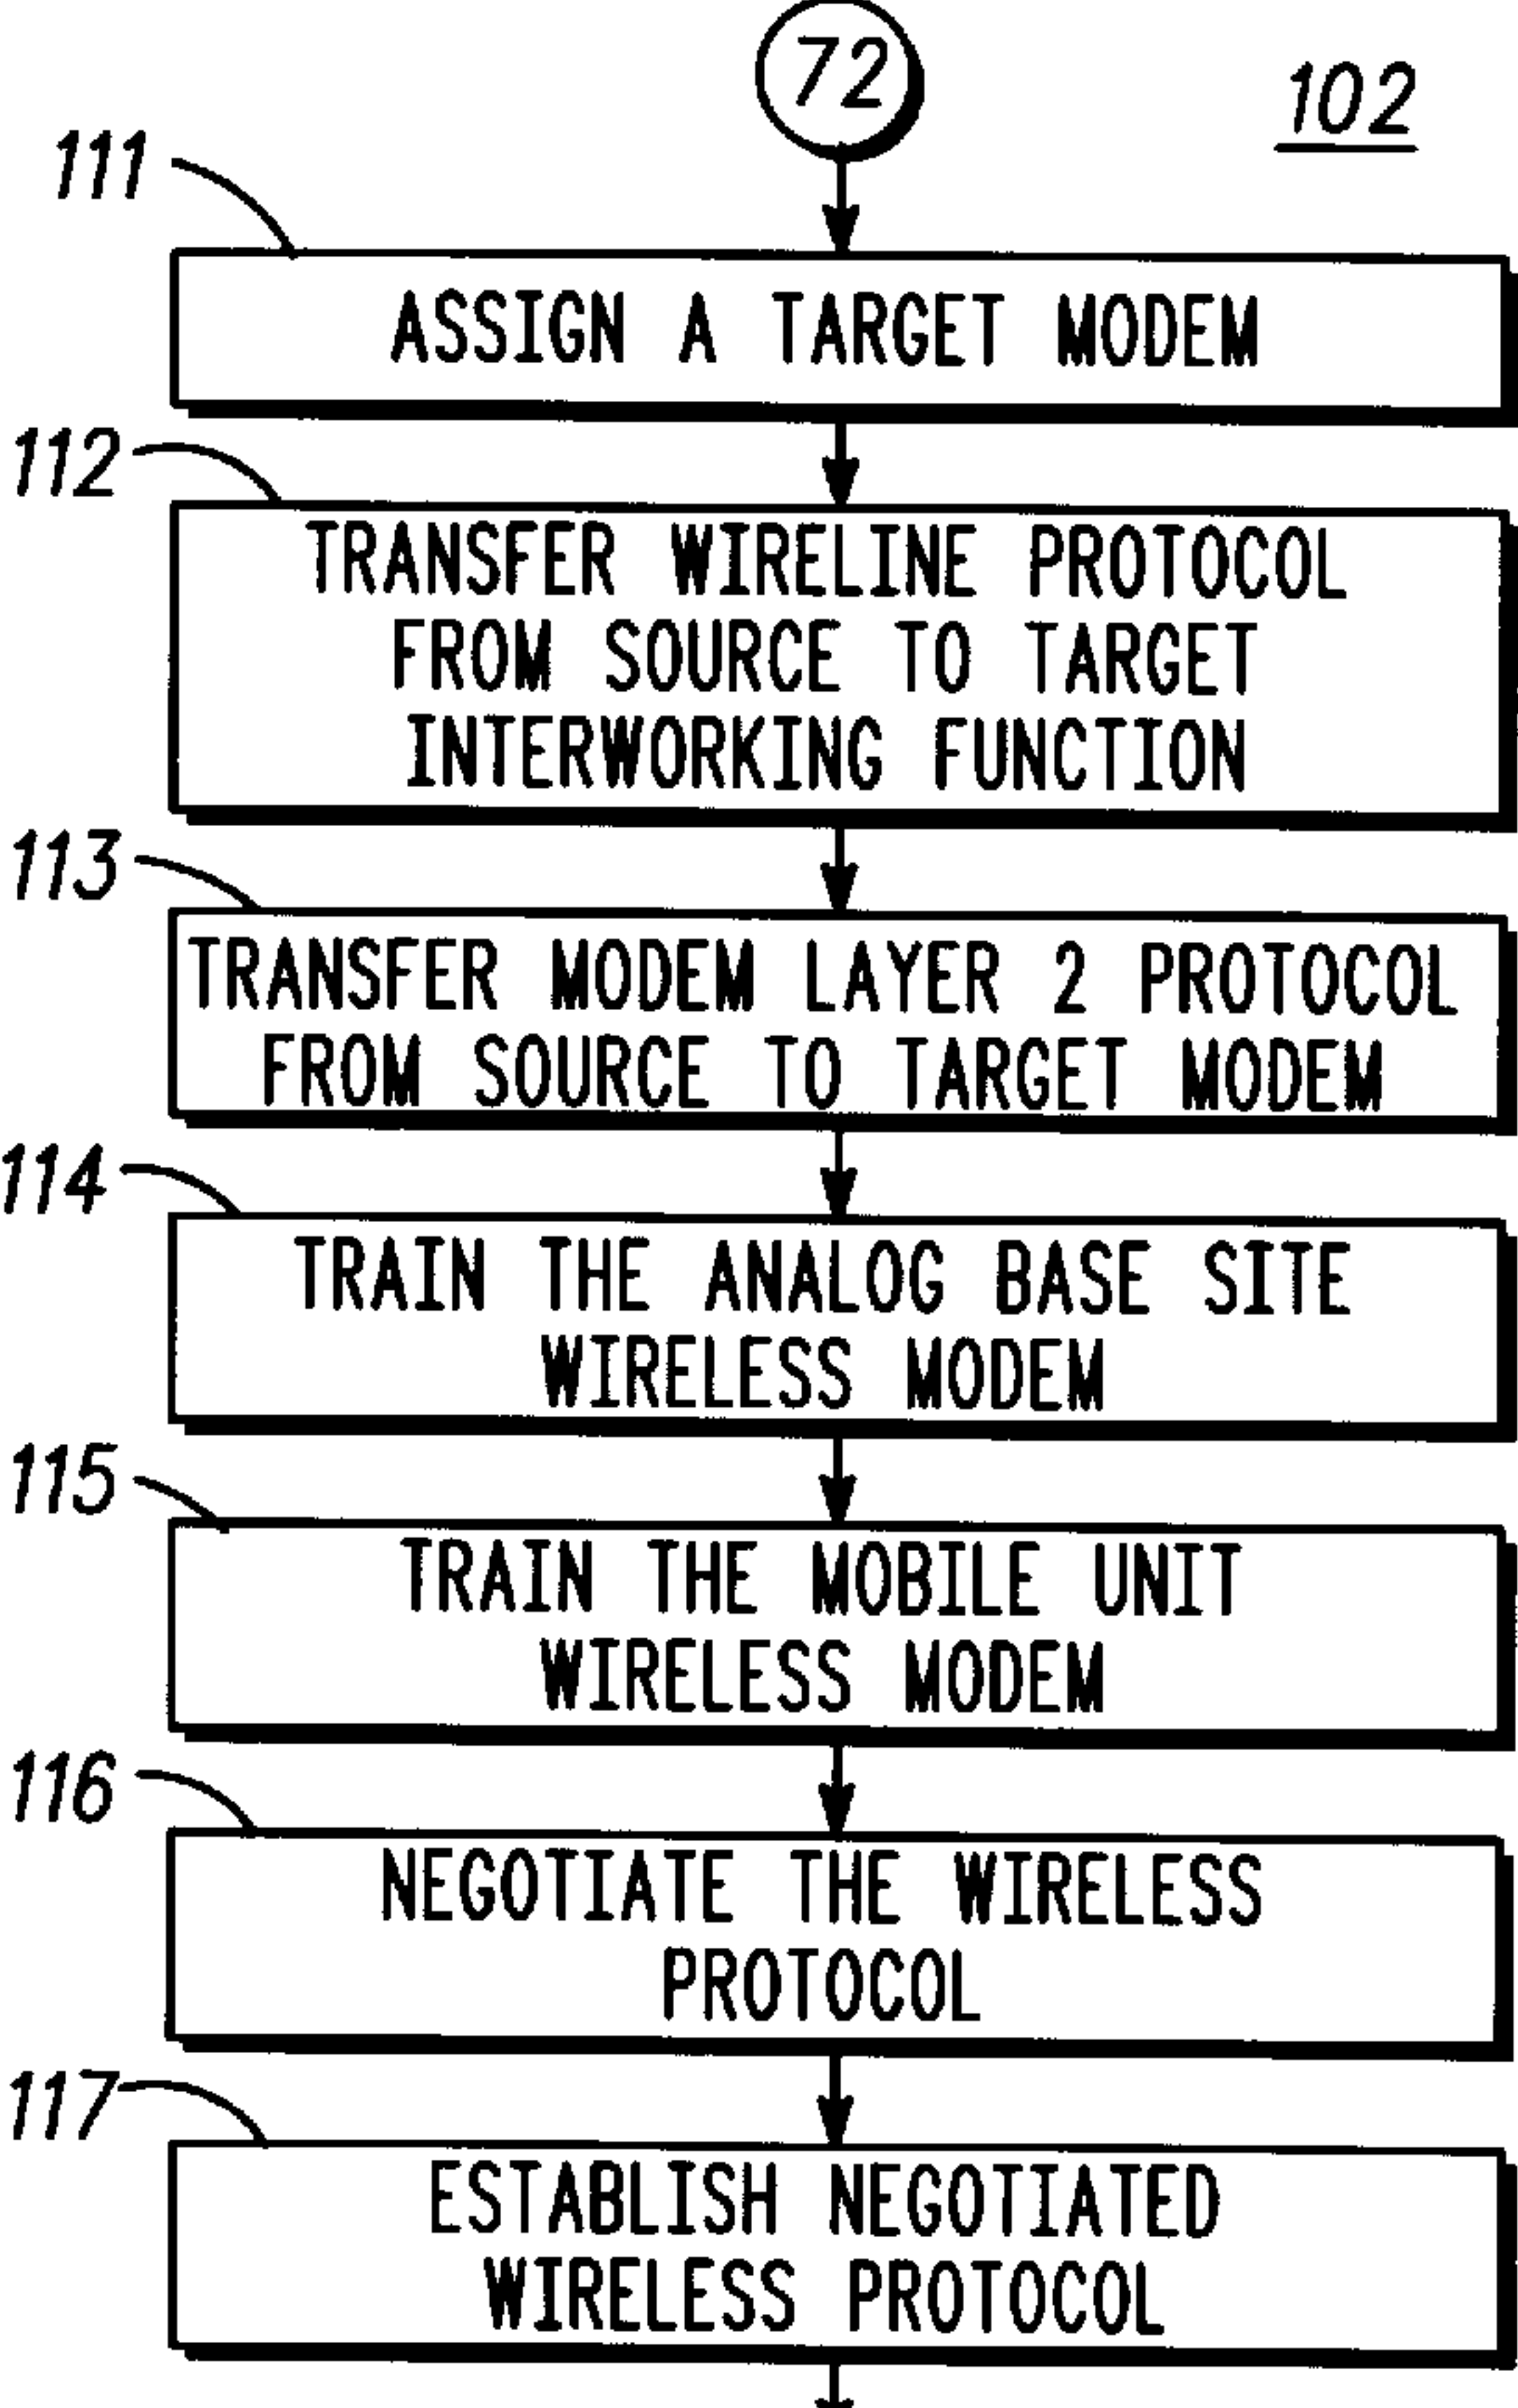 72
102
111
ASSIGN A TARGET MODEM
112
TRANSFER WIRELINE PROTOCOL
FROM SOURCE TO TARGET
INTERWORKING FUNCTION
113
TRANSFER MODEM LAYER 2 PROTOCOL
FROM SOURCE TO TARGET MODEM
114
TRAIN THE ANALOG BASE SITE
WIRELESS MODEM
115
TRAIN THE MOBILE UNIT
WIRELESS MODEM
116
NEGOTIATE THE WIRELESS
PROTOCOL
117
ESTABLISH NEGOTIATED
WIRELESS PROTOCOL